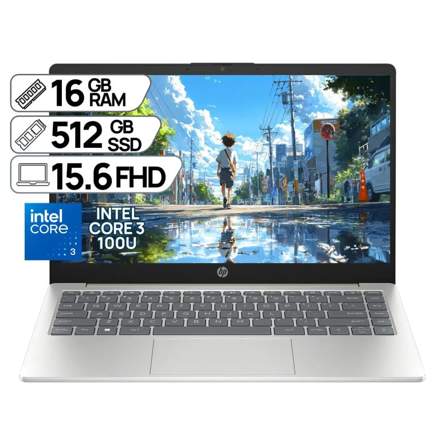 16 GB RAM
512 GB SSD
15.6 FHD
intel
CORE
3
INTEL
CORE 3
100U
hp